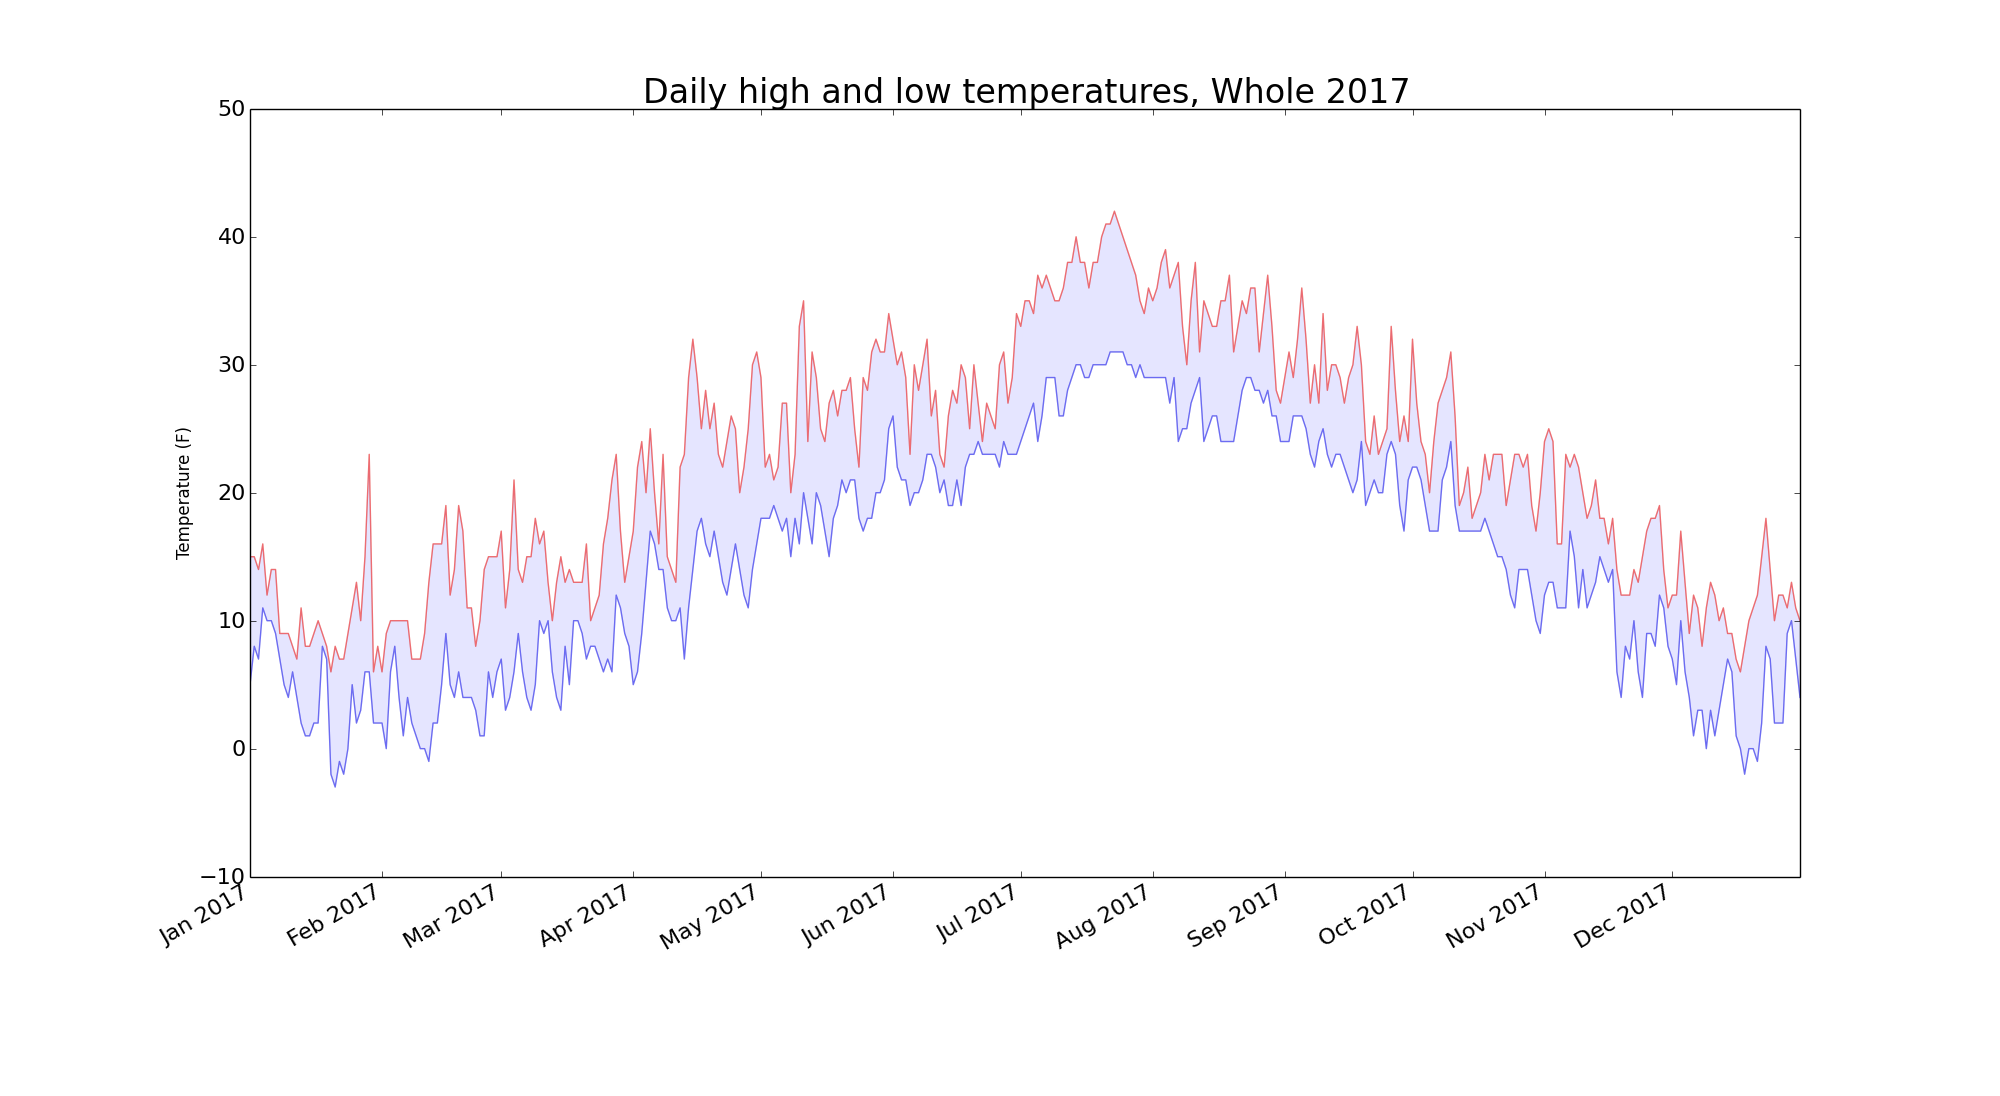 Daily high and low temperatures, Whole 2017
50
40
30
20
10
0
−10
Temperature (F)
Jan 2017
Feb 2017
Mar 2017
Apr 2017
May 2017
Jun 2017
Jul 2017
Aug 2017
Sep 2017
Oct 2017
Nov 2017
Dec 2017